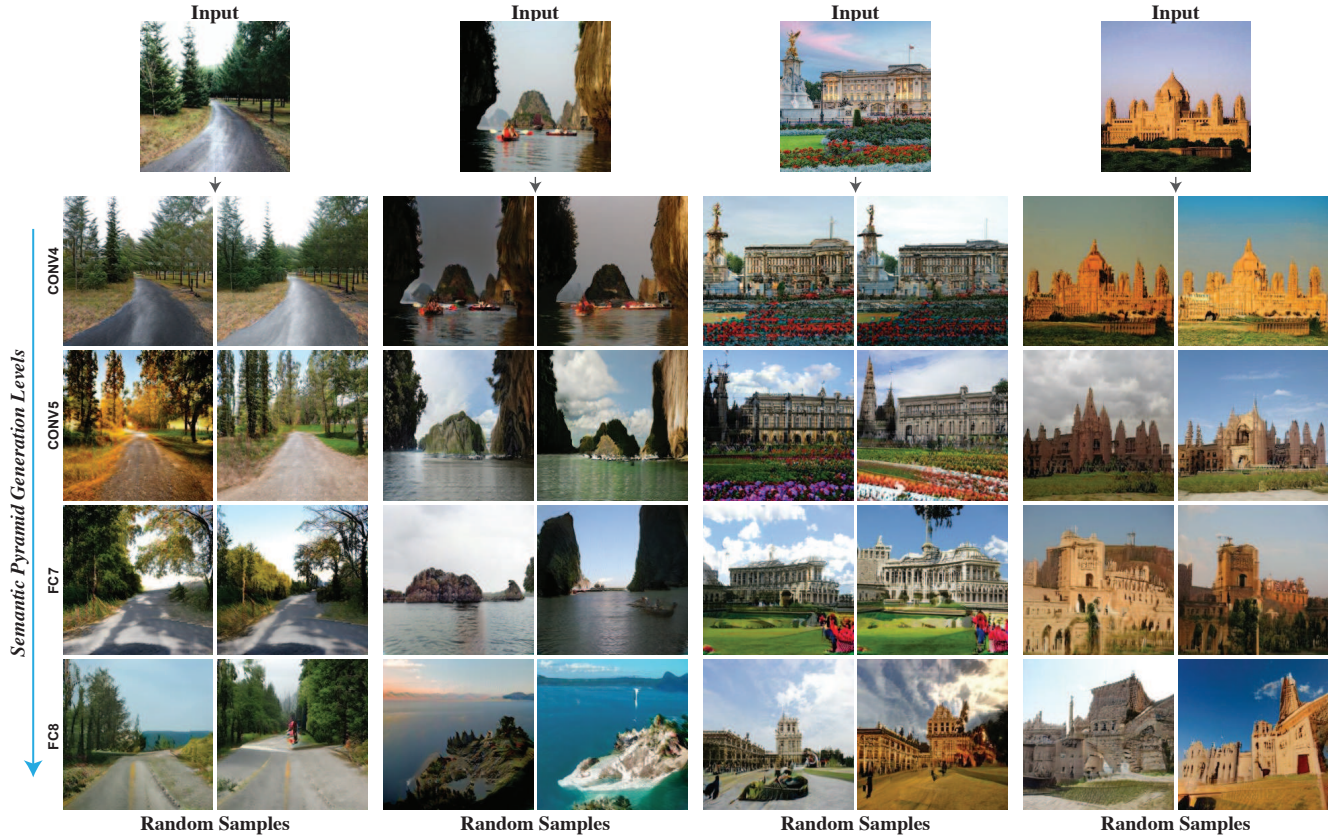 Input Input Input Input
Semantic Pyramid Generation Levels
CONV4
CONV5
FC7
FC8
Random Samples Random Samples Random Samples Random Samples